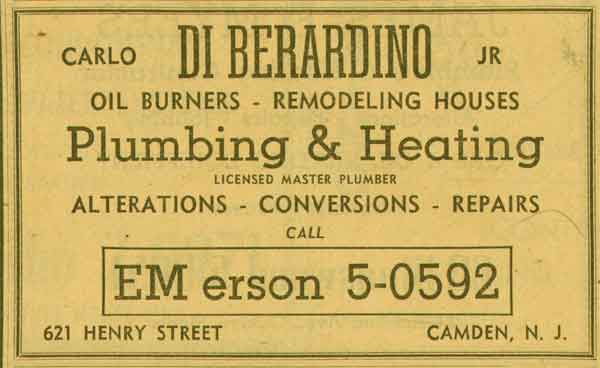 CARLO DI BERARDINO JR
OIL BURNERS - REMODELING HOUSES
Plumbing & Heating
LICENSED MASTER PLUMBER
ALTERATIONS - CONVERSIONS - REPAIRS
CALL
EM erson 5-0592
621 HENRY STREET CAMDEN, N. J.